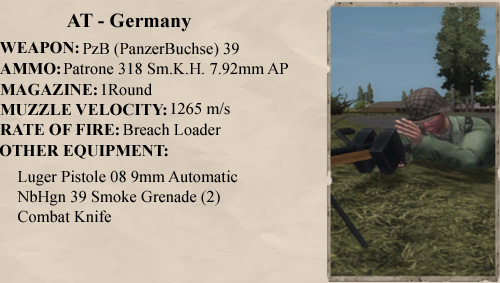 AT - Germany
WEAPON: PzB (PanzerBuchse) 39
AMMO: Patrone 318 Sm.K.H. 7.92mm AP
MAGAZINE: 1Round
MUZZLE VELOCITY: 1265 m/s
RATE OF FIRE: Breach Loader
OTHER EQUIPMENT:
Luger Pistole 08 9mm Automatic
NbHgn 39 Smoke Grenade (2)
Combat Knife